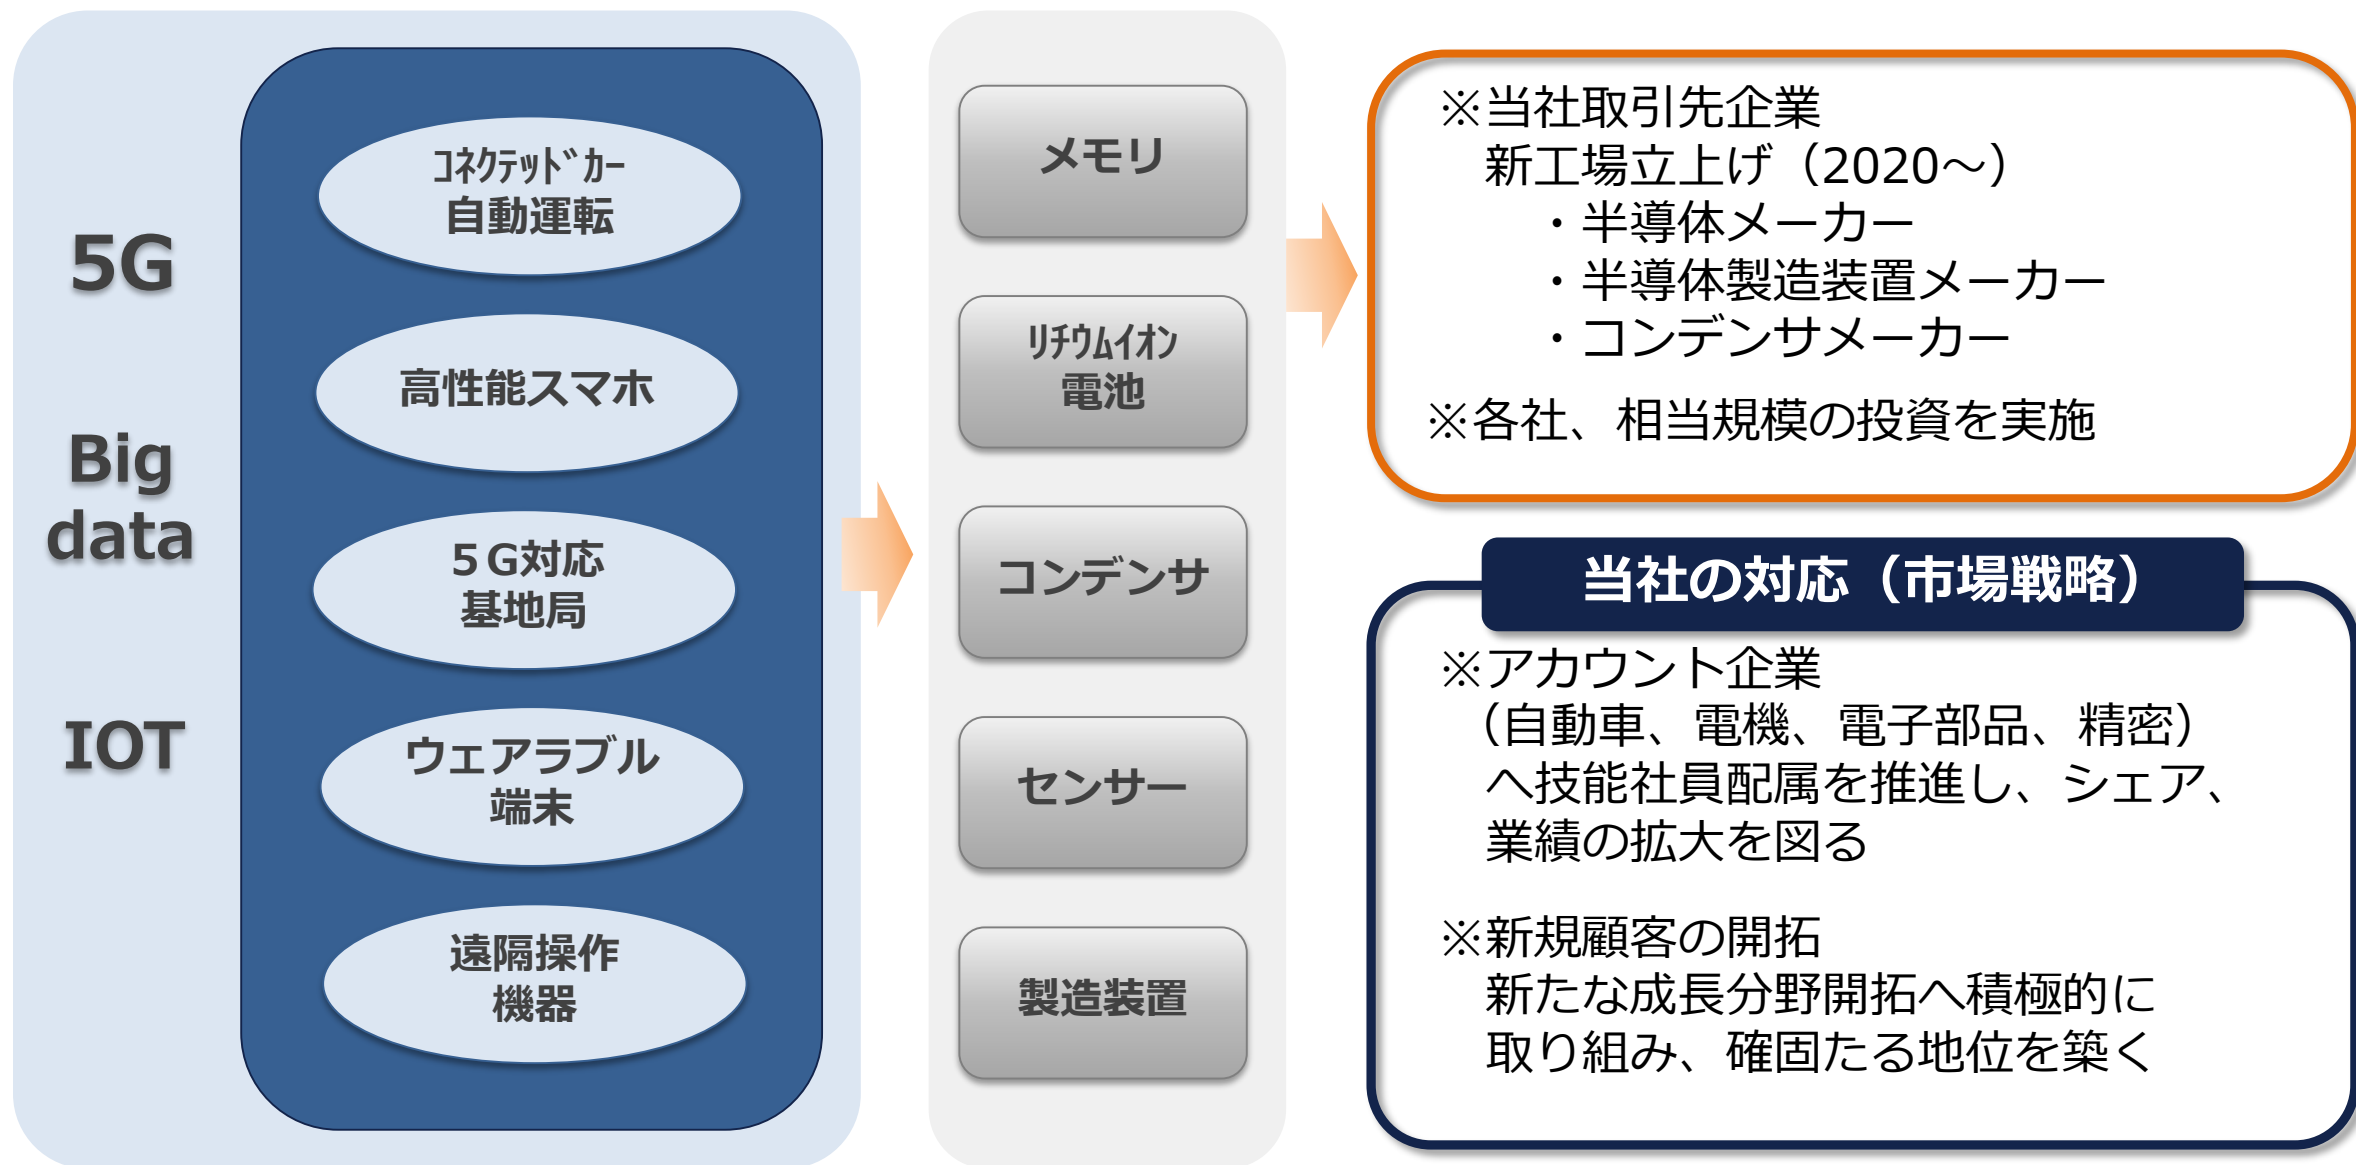 5G
Big
data
IOT
ｺﾈｸﾃｯﾄﾞｶｰ
自動運転
高性能スマホ
５G対応
基地局
ウェアラブル
端末
遠隔操作
機器
メモリ
ﾘﾁｳﾑｲｵﾝ
電池
コンデンサ
センサー
製造装置
※当社取引先企業
新工場立上げ（2020～）
・半導体メーカー
・半導体製造装置メーカー
・コンデンサメーカー
※各社、相当規模の投資を実施
当社の対応（市場戦略）
※アカウント企業
（自動車、電機、電子部品、精密）
へ技能社員配属を推進し、シェア、
業績の拡大を図る
※新規顧客の開拓
新たな成長分野開拓へ積極的に
取り組み、確固たる地位を築く